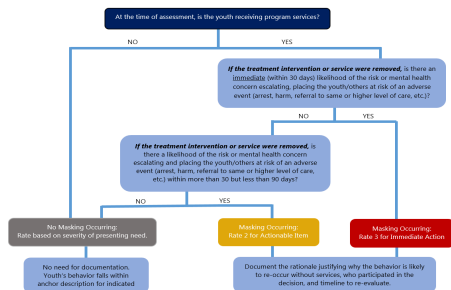 At the time of assessment, is the youth receiving program services?
NO
YES
If the treatment intervention or service were removed, is there an
immediate (within 30 days) likelihood of the risk or mental health
concern escalating, placing the youth/others at risk of an adverse
event (arrest, harm, referral to same or higher level of care,
etc.)?
NO
YES
If the treatment intervention or service were removed, is
there a likelihood of the risk or mental health concern
escalating and placing the youth/others at risk of an adverse
event (arrest, harm, referral to same or higher level of care,
etc.) within more than 30 but less than 90 days?
NO
YES
No Masking Occurring:
Rate based on severity of presenting need.
Masking Occurring:
Rate 2 for Actionable Item
Masking Occurring:
Rate 3 for Immediate Action
No need for documentation.
Youth's behavior falls within
anchor description for indicated
Document the rationale justifying why the behavior is likely
to re-occur without services, who participated in the
decision, and timeline to re-evaluate.